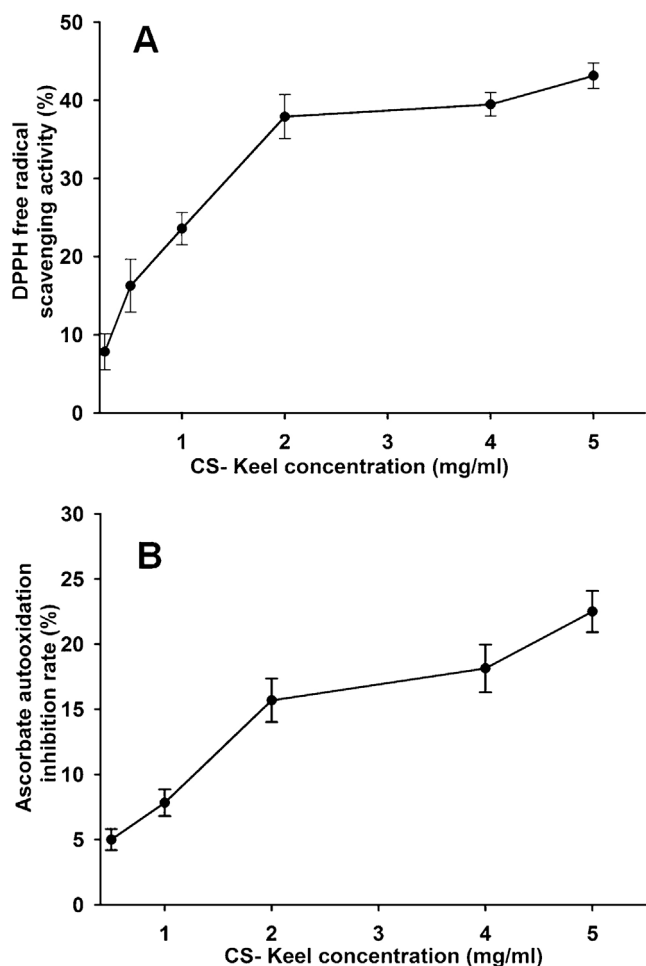 A
50
40
30
20
10
0
DPPH free radical
scavenging activity (%)
1 2 3 4 5
CS- Keel concentration (mg/ml)
B
30
25
20
15
10
5
0
Ascorbate autooxidation
inhibition rate (%)
1 2 3 4 5
CS- Keel concentration (mg/ml)